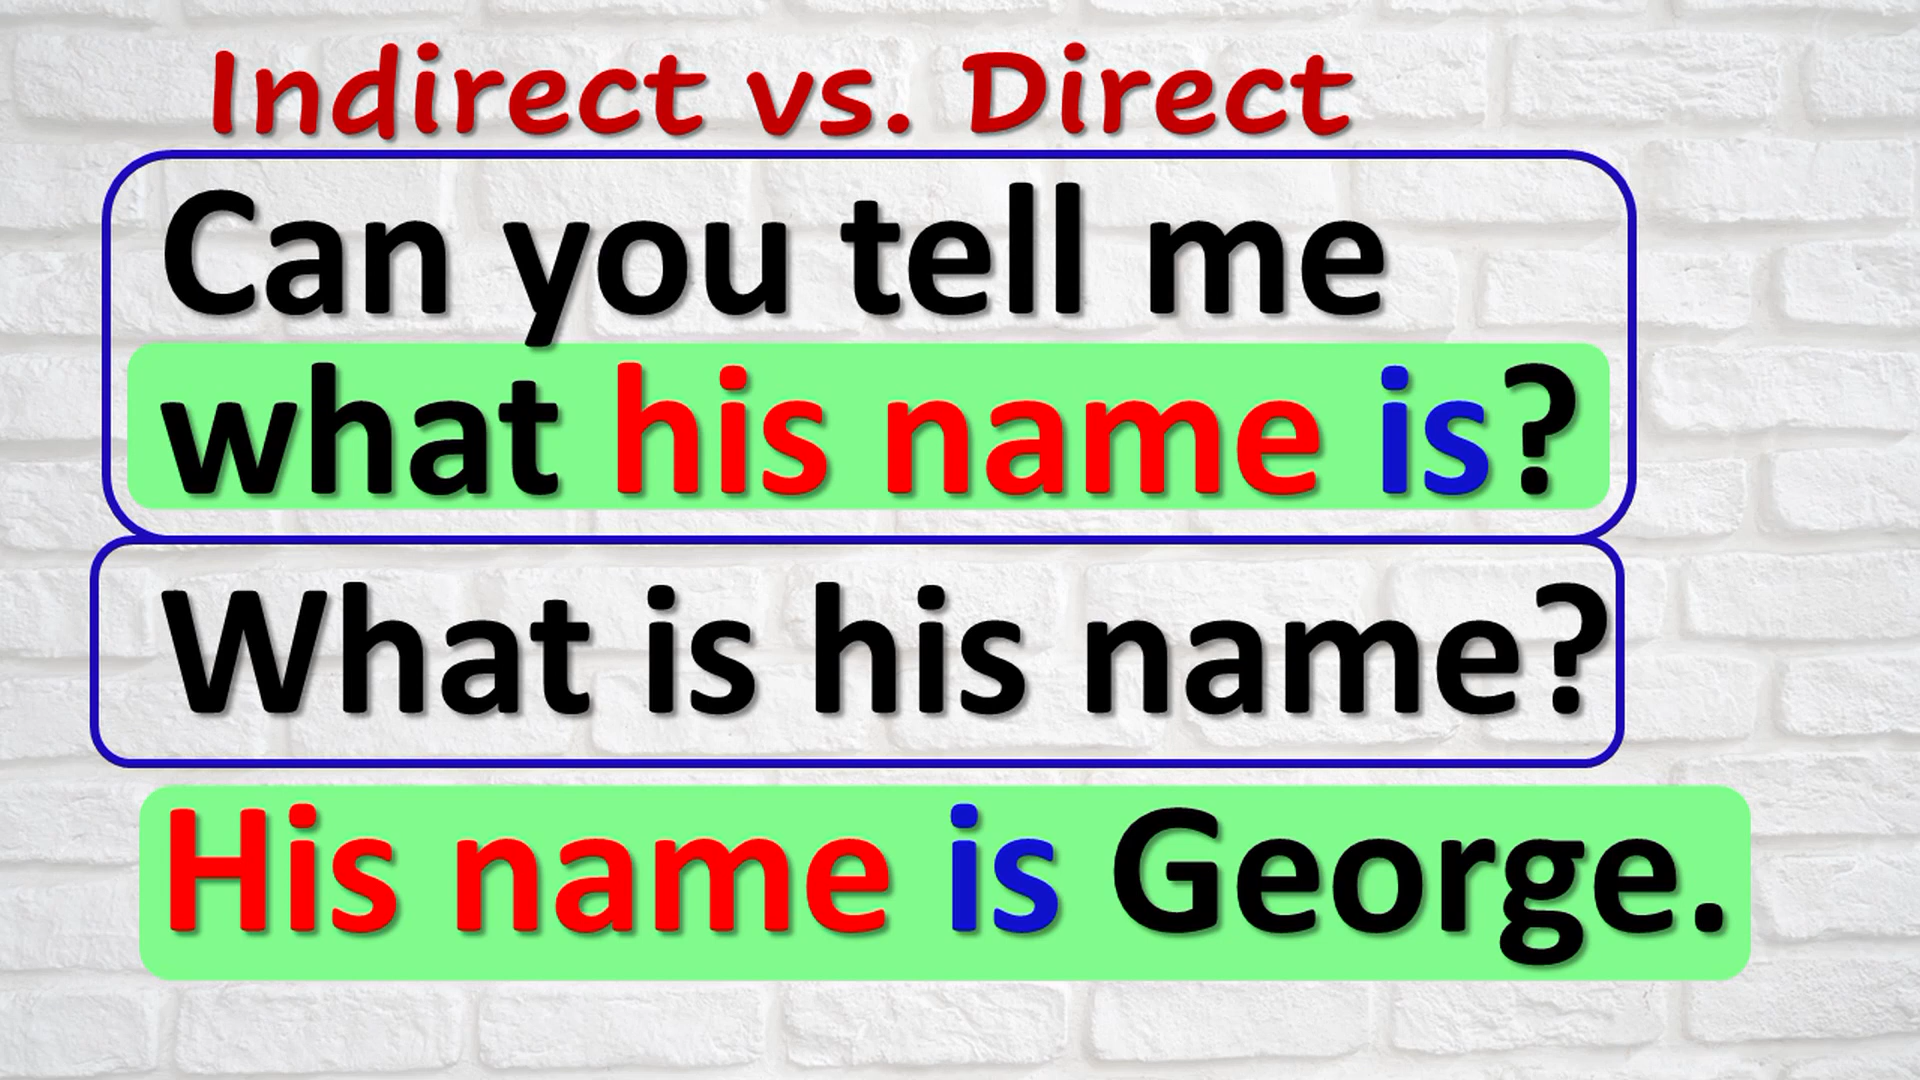 Indirect vs. Direct
Can you tell me
what his name is?
What is his name?
His name is George.